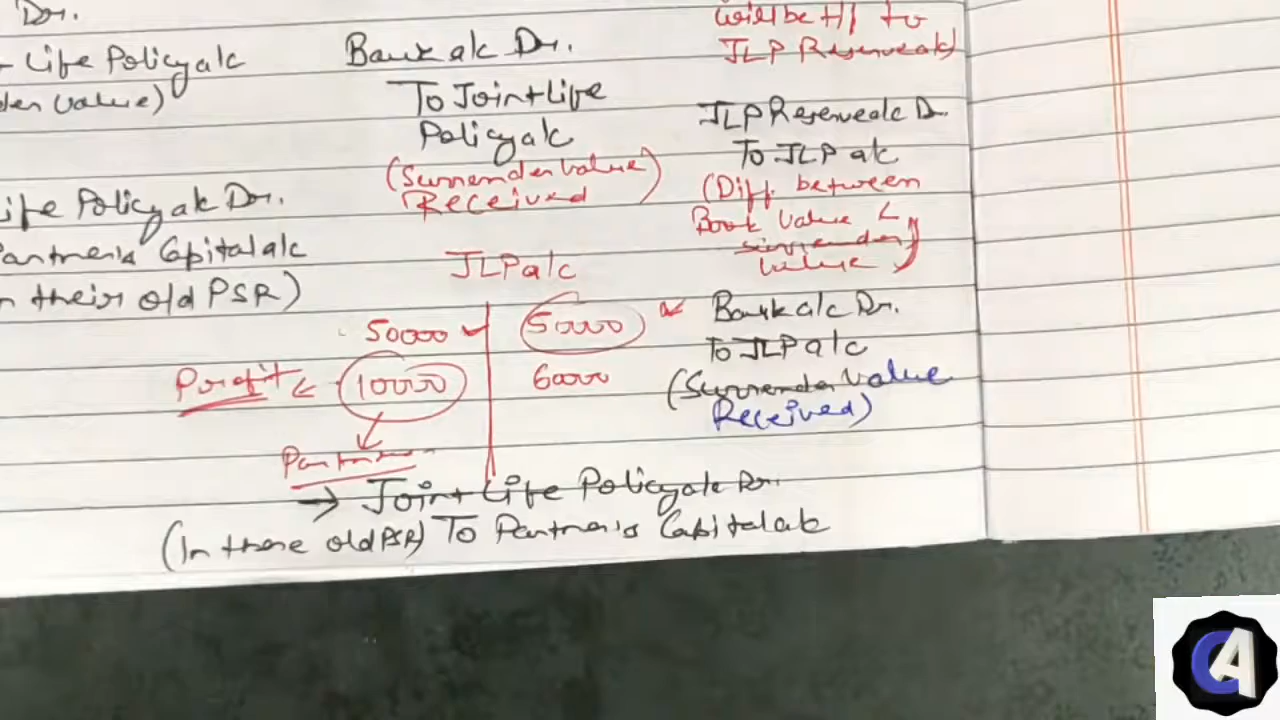 Dr.
Life Policy a/c
der Value)
ife Policy a/c Dr.
Partner's Capital a/c
n their old PSR)
Bank a/c Dr.
To Joint Life
Policy a/c
(Surrender value
Received)
JLP a/c
50000 50000
Profit 10000 60000
→ Joint Life Policy a/c Dr.
(In there old PSR) To Partner's Capital a/c
will be t/f to
JLP Reserve a/c)
JLP Reserve a/c Dr.
To JLP a/c
(Diff. between
Book Value &
surrender
value)
Bank a/c Dr.
To JLP a/c
(Surrender Value
Received)
CA